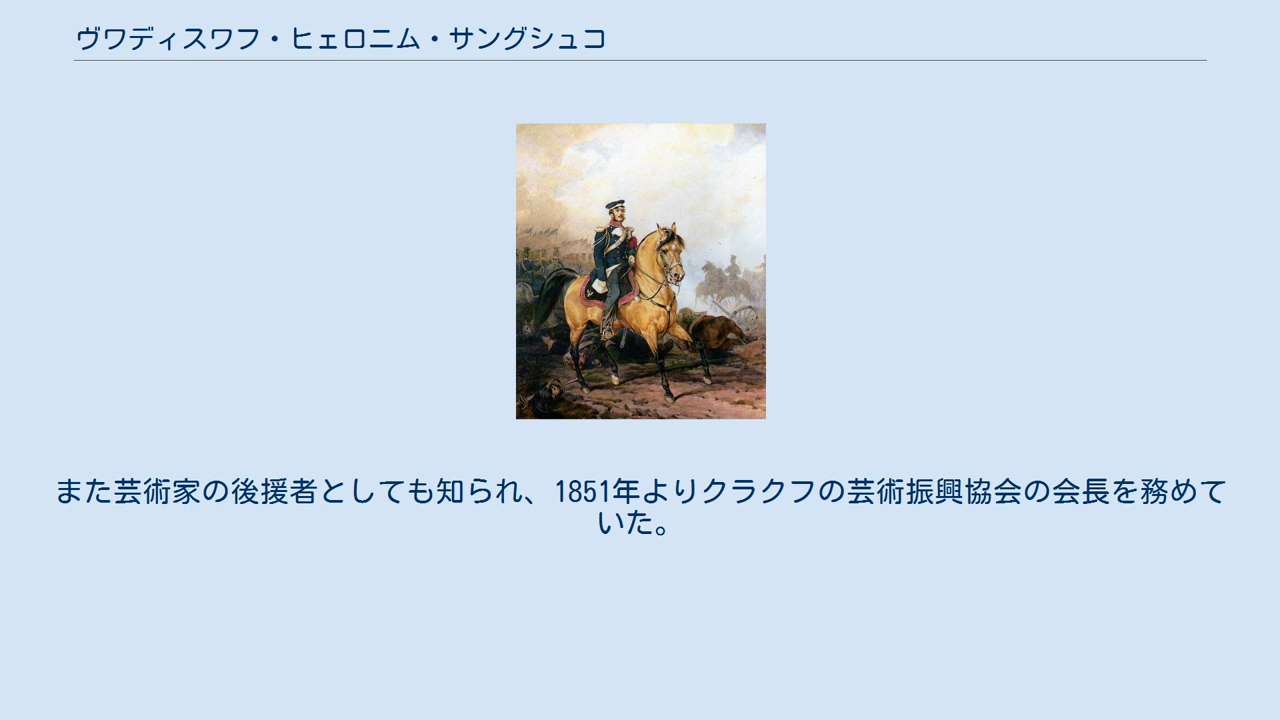 ヴワディスワフ・ヒェロニム・サングシュコ
また芸術家の後援者としても知られ、1851年よりクラクフの芸術振興協会の会長を務めて
いた。